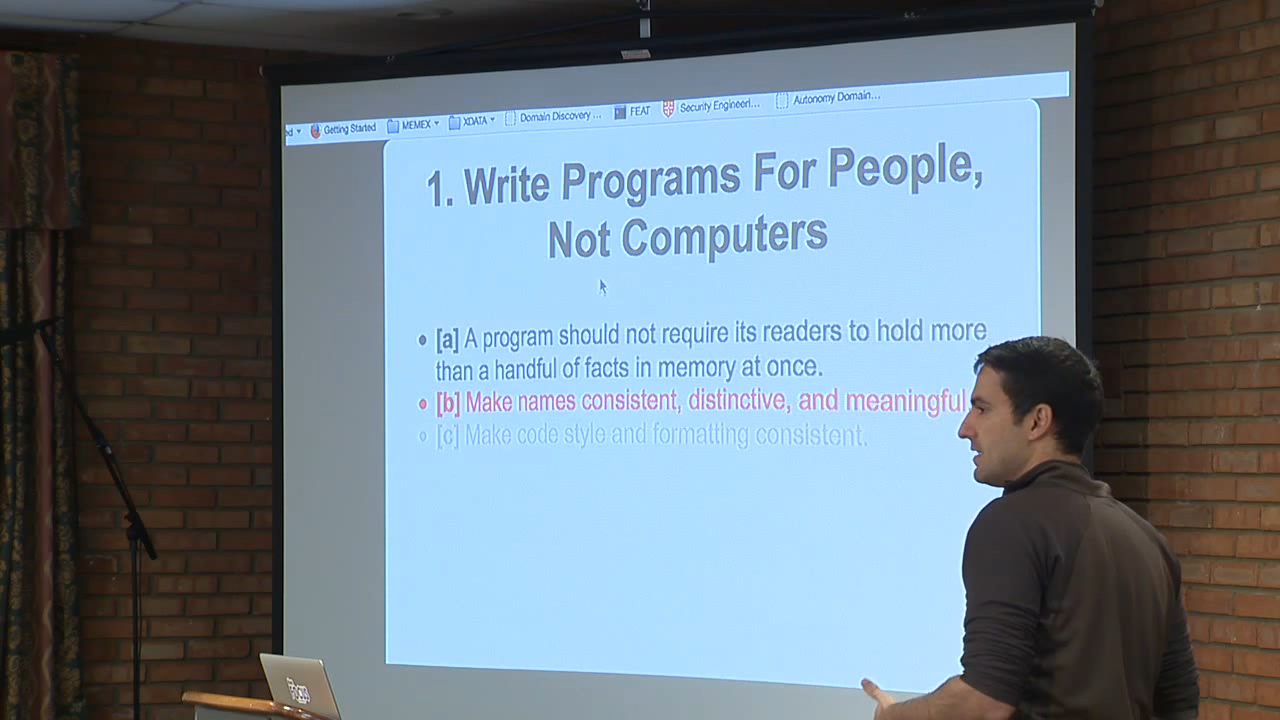 Getting Started MEMEX XDATA Domain Discovery ... FEAT Security Engineeri... Autonomy Domain...
1. Write Programs For People,
Not Computers
• [a] A program should not require its readers to hold more
than a handful of facts in memory at once.
• [b] Make names consistent, distinctive, and meaningful.
• [c] Make code style and formatting consistent.